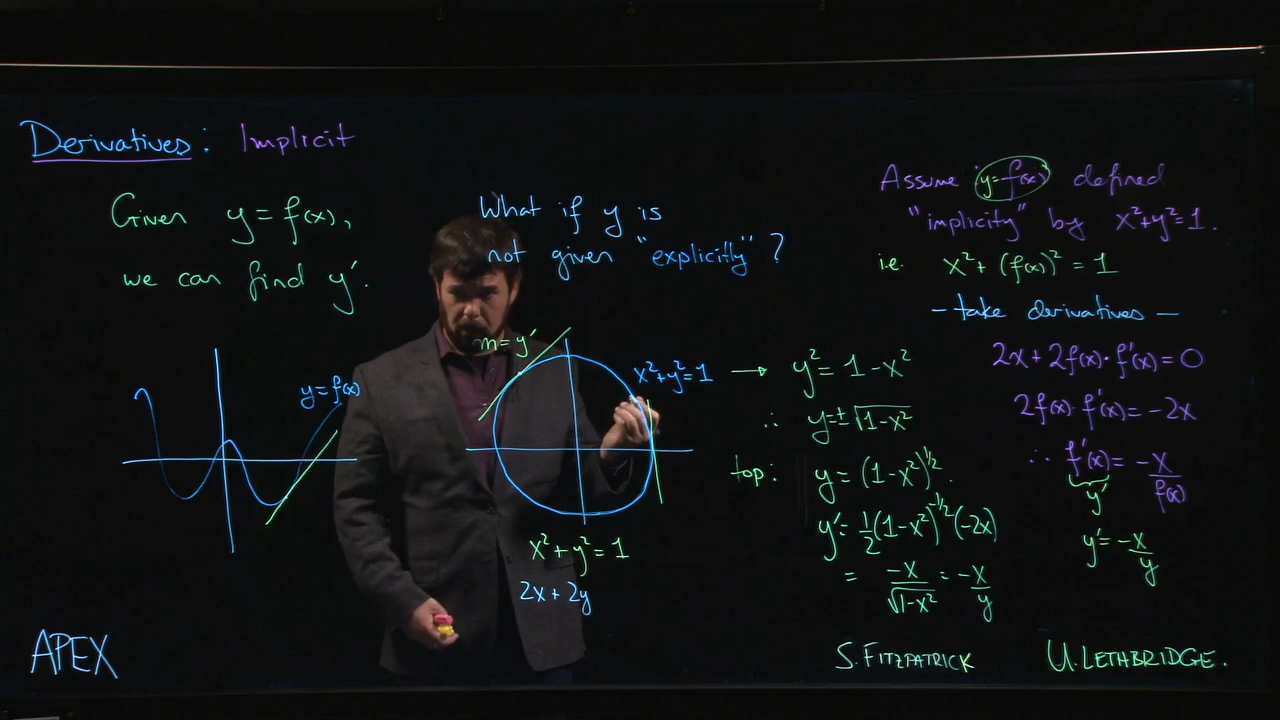 Derivatives: Implicit
Given y=f(x),
we can find y'.
y=f(x)
What if y is
not given "explicitly"?
m=y'
x²+y²=1
x²+y²=1
2x+2y
→ y²=1-x²
∴ y=±√(1-x²)
top: y=(1-x²)^(1/2).
y'=1/2(1-x²)^(-1/2)(-2x)
= -x/√(1-x²) = -x/y
Assume y=f(x) defined
"implicity" by x²+y²=1.
i.e. x²+(f(x))²=1
-take derivatives-
2x+2f(x)·f'(x)=0
2f(x)·f'(x)=-2x
∴ f'(x)=-x/f(x)
y'
y'=-x/y
APEX
S. FITZPATRICK
U. LETHBRIDGE.